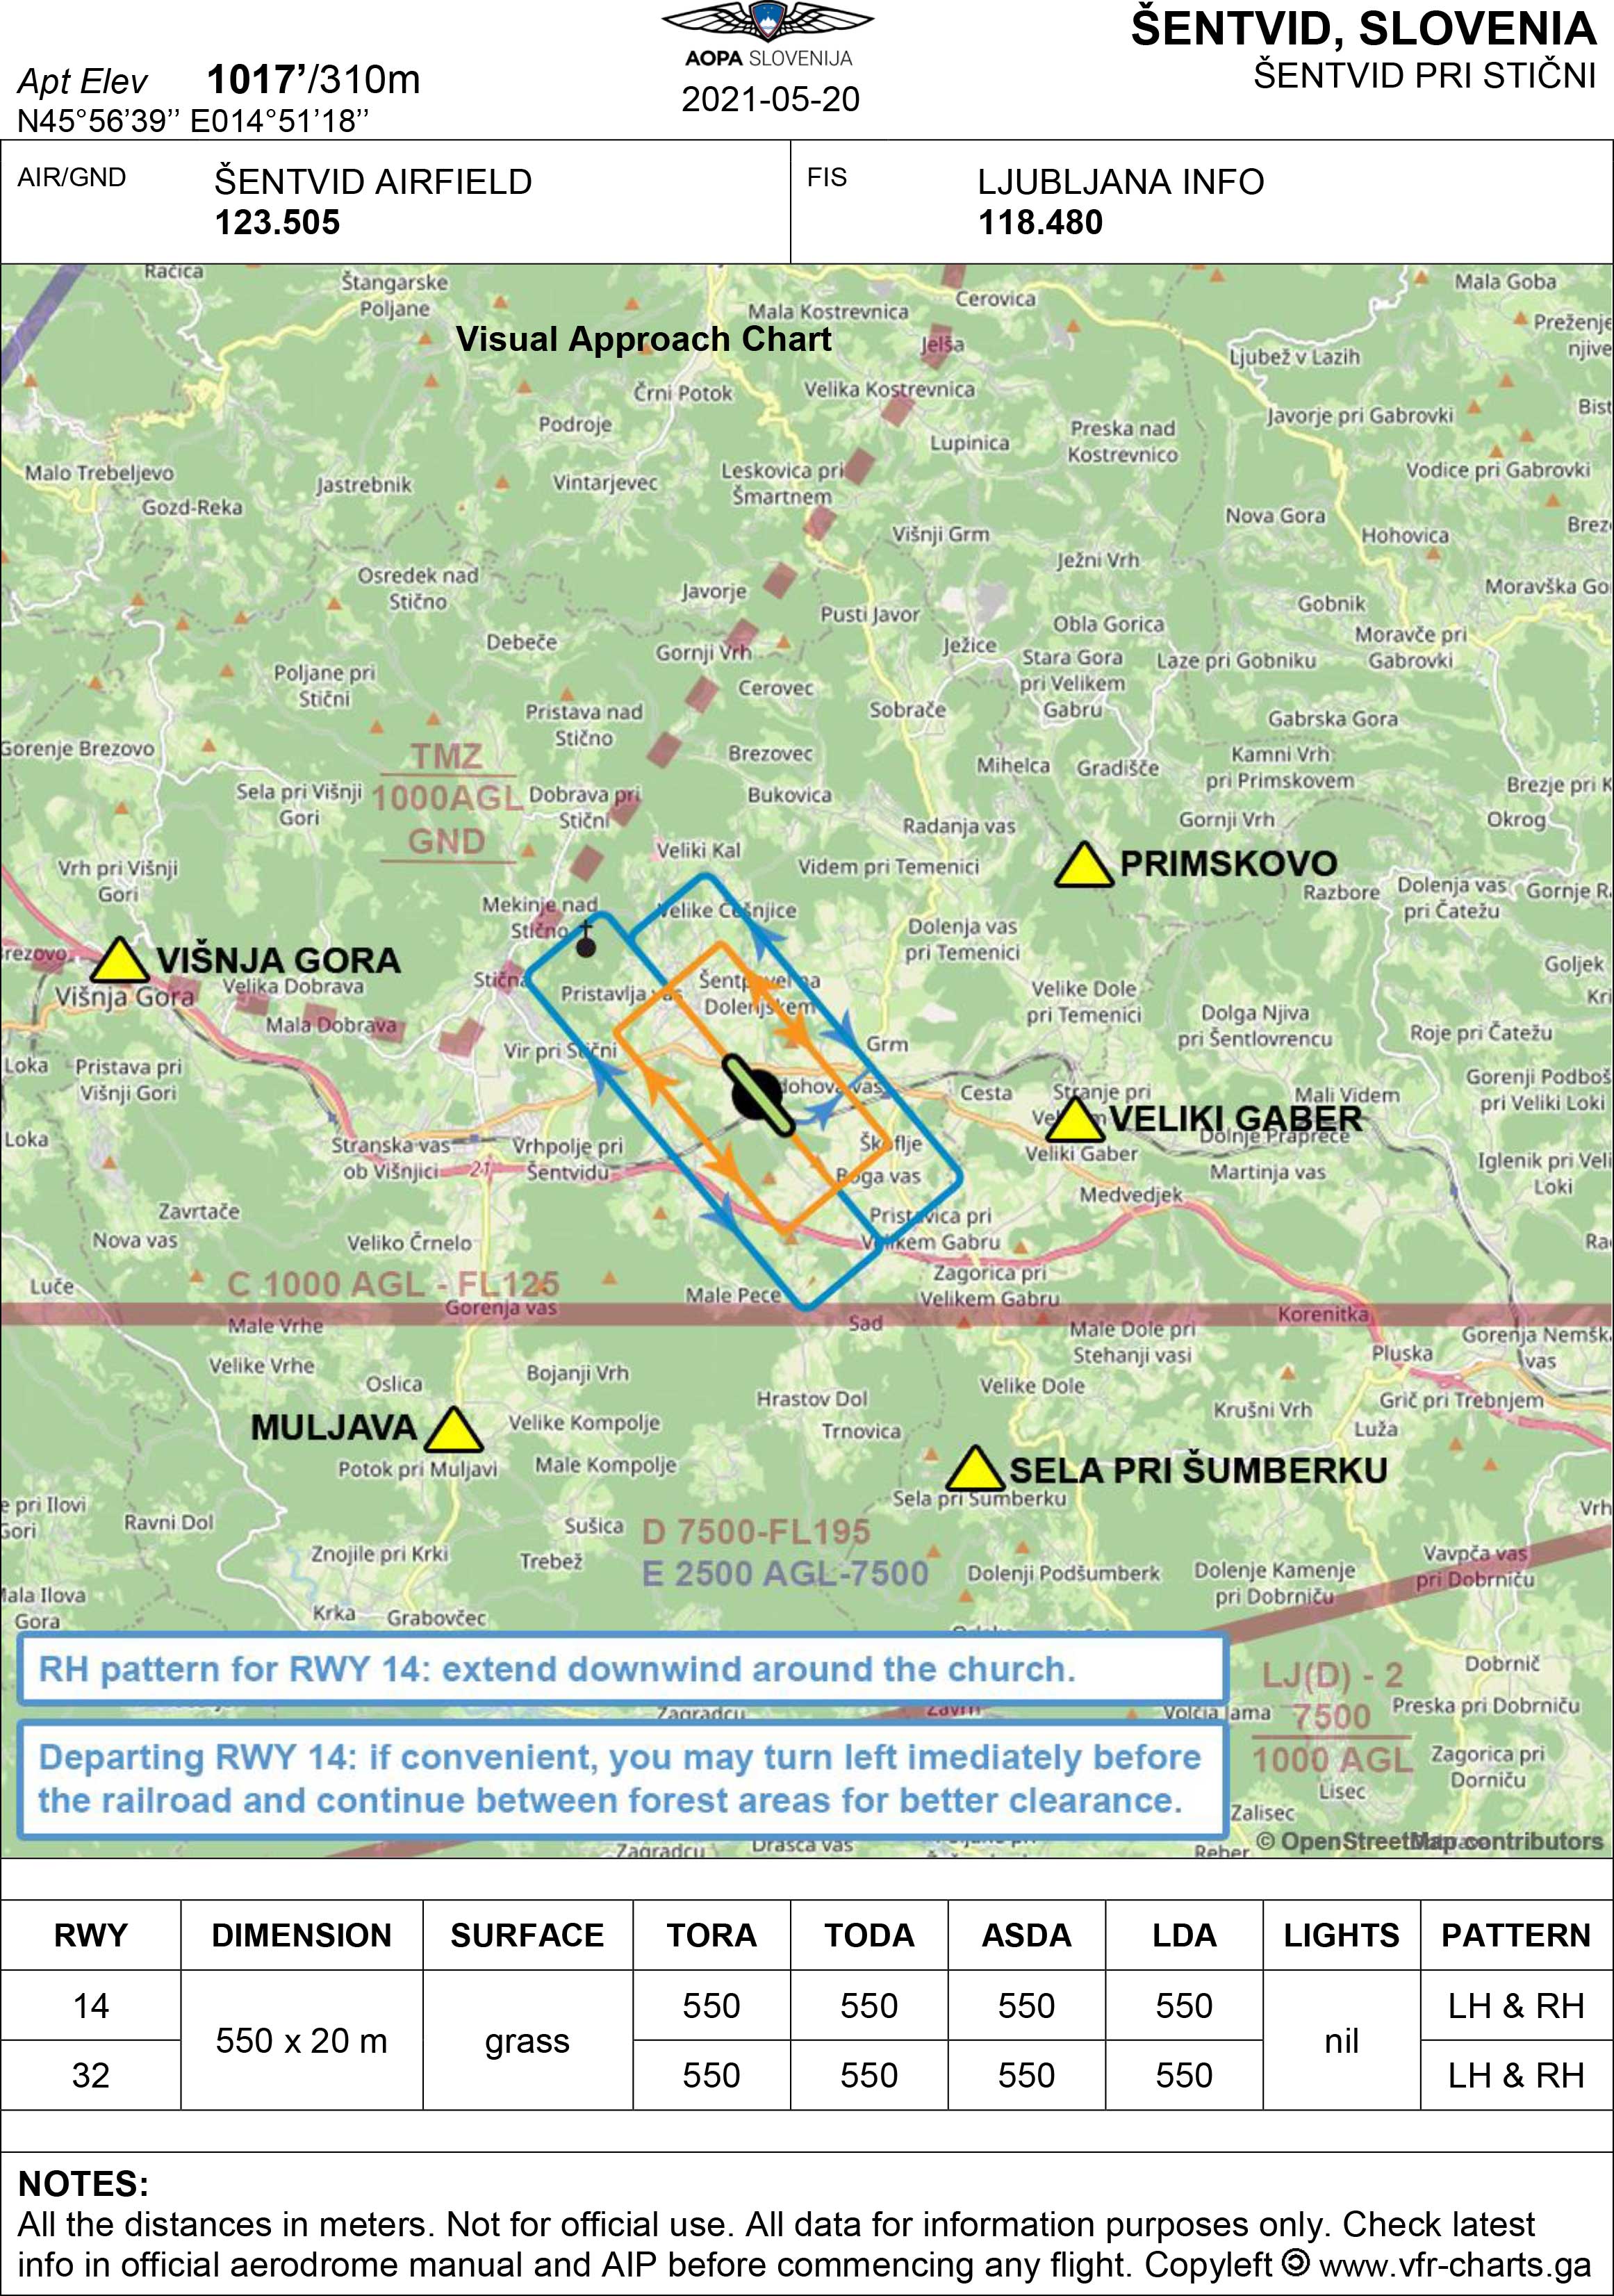 ŠENTVID, SLOVENIA
ŠENTVID PRI STIČNI
AOPA SLOVENIJA
2021-05-20
Apt Elev 1017’/310m
N45°56’39’’ E014°51’18’’
AIR/GND ŠENTVID AIRFIELD
123.505
FIS LJUBLJANA INFO
118.480
Račica
Štangarske
Poljane
Mala Kostrevnica
Cerovica
Mala Goba
Visual Approach Chart
Jelša
Preženje
njive
Ljubež v Lazih
Črni Potok
Velika Kostrevnica
Javorje pri Gabrovki
Podroje
Lupinica
Preska nad
Kostrevnico
Malo Trebeljevo
Jastrebnik
Vintarjevec
Leskovica pri
Šmartnem
Vodice pri Gabrovki
Gozd-Reka
Višnji Grm
Nova Gora
Hohovica
Osredek nad
Stično
Javorje
Ježni Vrh
Pusti Javor
Gobnik
Obla Gorica
Moravče pri
Gabrovki
Debeče
Gornji Vrh
Ježice
Stara Gora
pri Velikem
Gabru
Laze pri Gobniku
Poljane pri
Stični
Cerovec
Pristava nad
Stično
Sobrače
Gabrska Gora
Gorenje Brezovo
TMZ
1000AGL
GND
Brezovec
Mihelca
Gradišče
Kamni Vrh
pri Primskovem
Sela pri Višnji
Gori
Dobrava pri
Stični
Bukovica
Brezje pri K
Radanja vas
Gornji Vrh
Okrog
Vrh pri Višnji
Gori
Veliki Kal
Videm pri Temenici
PRIMSKOVO
Razbore
Dolenja vas
pri Čatežu
Gornje R
Mekinje nad
Stično
Velike Češnjice
Dolenja vas
pri Temenici
VIŠNJA GORA
Višnja Gora
Velika Dobrava
Stična
Pristavlja vas
Šentpavel na
Dolenjskem
Velike Dole
pri Temenici
Goljek
Mala Dobrava
Vir pri Stični
Grm
Dolga Njiva
pri Šentlovrencu
Roje pri Čatežu
Loka
Pristava pri
Višnji Gori
Cesta
Stranje pri
Mali Videm
Gorenji Podboš
pri Veliki Loki
VELIKI GABER
Veliki Gaber
Dolnje Prapreče
Loka
Stranska vas
ob Višnjici
21
Vrhpolje pri
Šentvidu
Škoflje
Boga vas
Martinja vas
Iglenik pri Veli
Loki
Zavrtače
Medvedjek
Pristavica pri
Velikem Gabru
Nova vas
Veliko Črnelo
Luče
C 1000 AGL - FL125
Gorenja vas
Male Pece
Zagorica pri
Velikem Gabru
Korenitka
Male Vrhe
Sad
Male Dole pri
Stehanji vasi
Gorenja Nemšk
vas
Velike Vrhe
Bojanji Vrh
Pluska
Oslica
Hrastov Dol
Velike Dole
Grič pri Trebnjem
MULJAVA
Velike Kompolje
Trnovica
Krušni Vrh
Luža
Potok pri Muljavi
Male Kompolje
SELA PRI ŠUMBERKU
Sela pri Šumberku
e pri Ilovi
Gori
Ravni Dol
Sušica
D 7500-FL195
E 2500 AGL-7500
Znojile pri Krki
Trebež
Dolenji Podšumberk
Dolenje Kamenje
pri Dobrniču
Vavpča vas
pri Dobrniču
Mala Ilova
Gora
Krka
Grabovčec
RH pattern for RWY 14: extend downwind around the church.
LJ(D) - 2
7500
1000 AGL
Dobrnič
Preska pri Dobrniču
Zagradcu
Volčja Jama
Departing RWY 14: if convenient, you may turn left imediately before
the railroad and continue between forest areas for better clearance.
Zagorica pri
Dorniču
Lisec
Zalisec
Zagradcu
Drašča vas
Reber
© OpenStreetMap contributors
RWY DIMENSION SURFACE TORA TODA ASDA LDA LIGHTS PATTERN
14 550 x 20 m grass 550 550 550 550 nil LH & RH
32 550 550 550 550 LH & RH
NOTES:
All the distances in meters. Not for official use. All data for information purposes only. Check latest
info in official aerodrome manual and AIP before commencing any flight. Copyleft 🄯 www.vfr-charts.ga